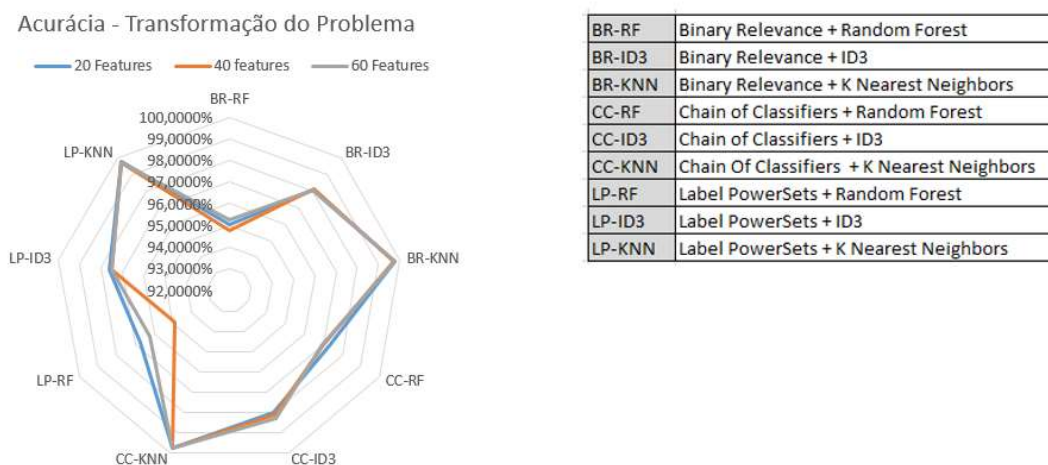 Acurácia - Transformação do Problema
20 Features 40 features 60 Features
BR-RF
BR-ID3
BR-KNN
CC-RF
CC-ID3
CC-KNN
LP-RF
LP-ID3
LP-KNN
100,0000%
99,0000%
98,0000%
97,0000%
96,0000%
95,0000%
94,0000%
93,0000%
92,0000%
BR-RF Binary Relevance + Random Forest
BR-ID3 Binary Relevance + ID3
BR-KNN Binary Relevance + K Nearest Neighbors
CC-RF Chain of Classifiers + Random Forest
CC-ID3 Chain of Classifiers + ID3
CC-KNN Chain Of Classifiers + K Nearest Neighbors
LP-RF Label PowerSets + Random Forest
LP-ID3 Label PowerSets + ID3
LP-KNN Label PowerSets + K Nearest Neighbors